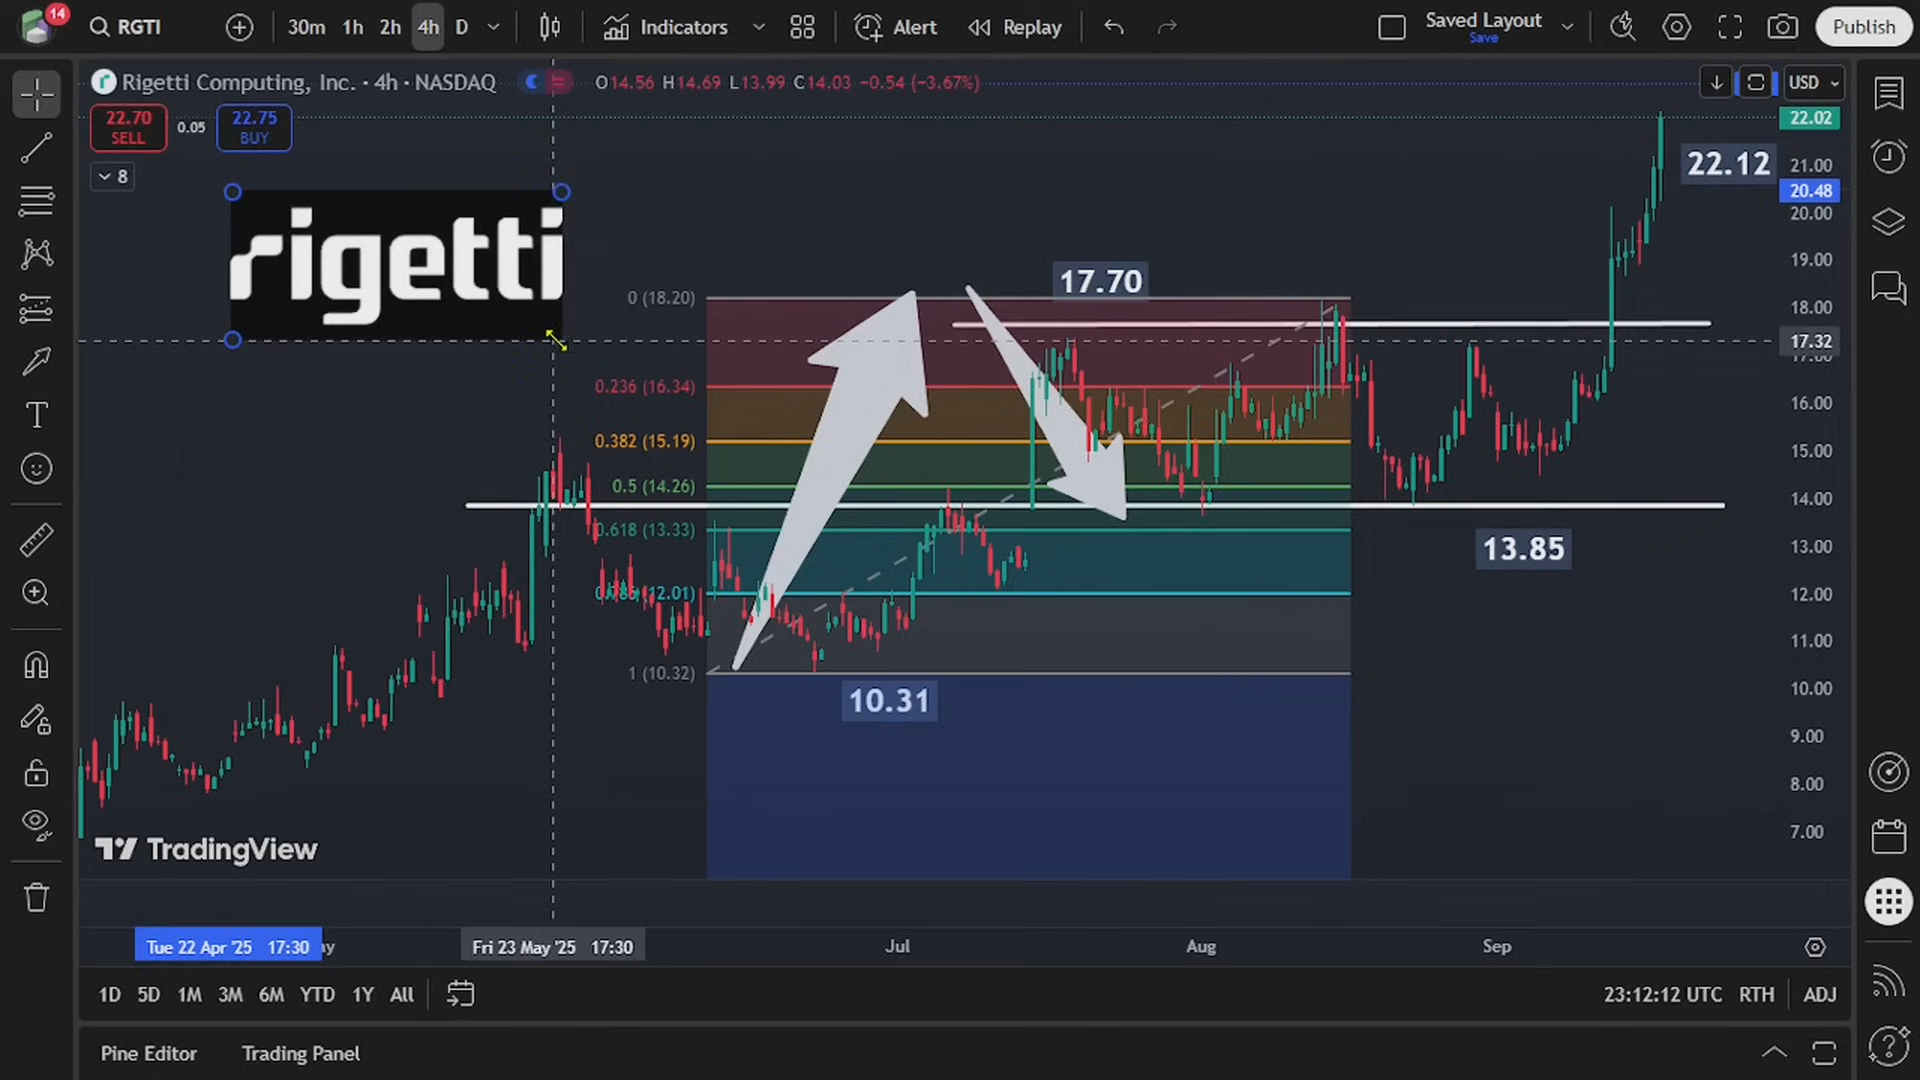 14
RGTI
30m 1h 2h 4h D
Indicators
Alert
Replay
Saved Layout
Save
Publish
Rigetti Computing, Inc. · 4h · NASDAQ
O14.56 H14.69 L13.99 C14.03 −0.54 (−3.67%)
USD
22.70
SELL
0.05
22.75
BUY
8
rigetti
22.02
22.12
21.00
20.48
20.00
19.00
18.00
17.32
17.00
16.00
15.00
14.00
13.00
12.00
11.00
10.00
9.00
8.00
7.00
17.70
0 (18.20)
0.236 (16.34)
0.382 (15.19)
0.5 (14.26)
0.618 (13.33)
1 (10.32)
13.85
10.31
TradingView
Tue 22 Apr '25 17:30
Fri 23 May '25 17:30
Jul
Aug
Sep
1D 5D 1M 3M 6M YTD 1Y All
23:12:12 UTC RTH ADJ
Pine Editor
Trading Panel